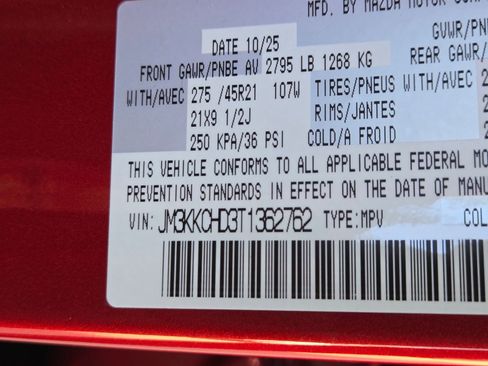 MFD. BY MAZDA MOTOR CORP
DATE 10/25 GVWR/PNB
FRONT GAWR/PNBE AV 2795 LB 1268 KG REAR GAWR/
WITH/AVEC 275 /45R21 107W TIRES/PNEUS WITH/AVEC
21X9 1/2J RIMS/JANTES
250 KPA/36 PSI COLD/A FROID
THIS VEHICLE CONFORMS TO ALL APPLICABLE FEDERAL MO
PREVENTION STANDARDS IN EFFECT ON THE DATE OF MANU
VIN: JM3KKCHD3T1362762 TYPE:MPV COL